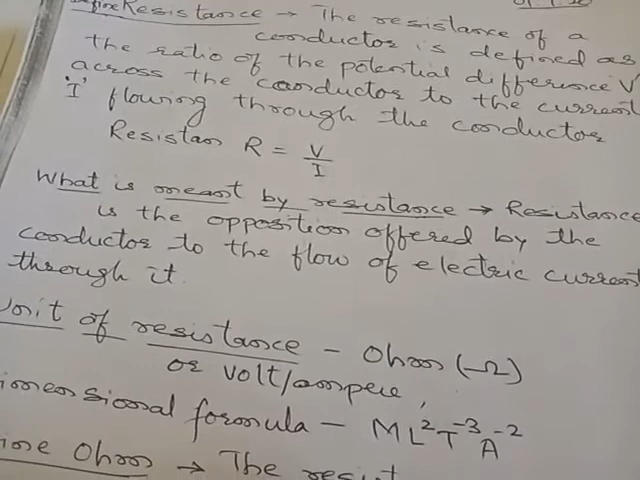 Resistance → The resistance of a
conductor is defined as
the ratio of the potential difference V
across the conductor to the current
'I' flowing through the conductor
Resistan R = V/I
What is meant by resistance → Resistance
is the opposition offered by the
conductor to the flow of electric current
through it.
Unit of resistance - Ohm (Ω)
or volt/ampere,
imensional formula - ML²T⁻³A⁻²
ine Ohm → The resist